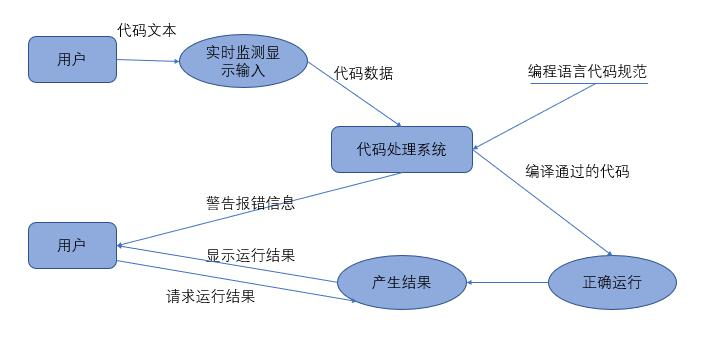 代码文本
用户
实时监测显
示输入
代码数据
编程语言代码规范
代码处理系统
编译通过的代码
警告报错信息
用户
显示运行结果
产生结果
正确运行
请求运行结果